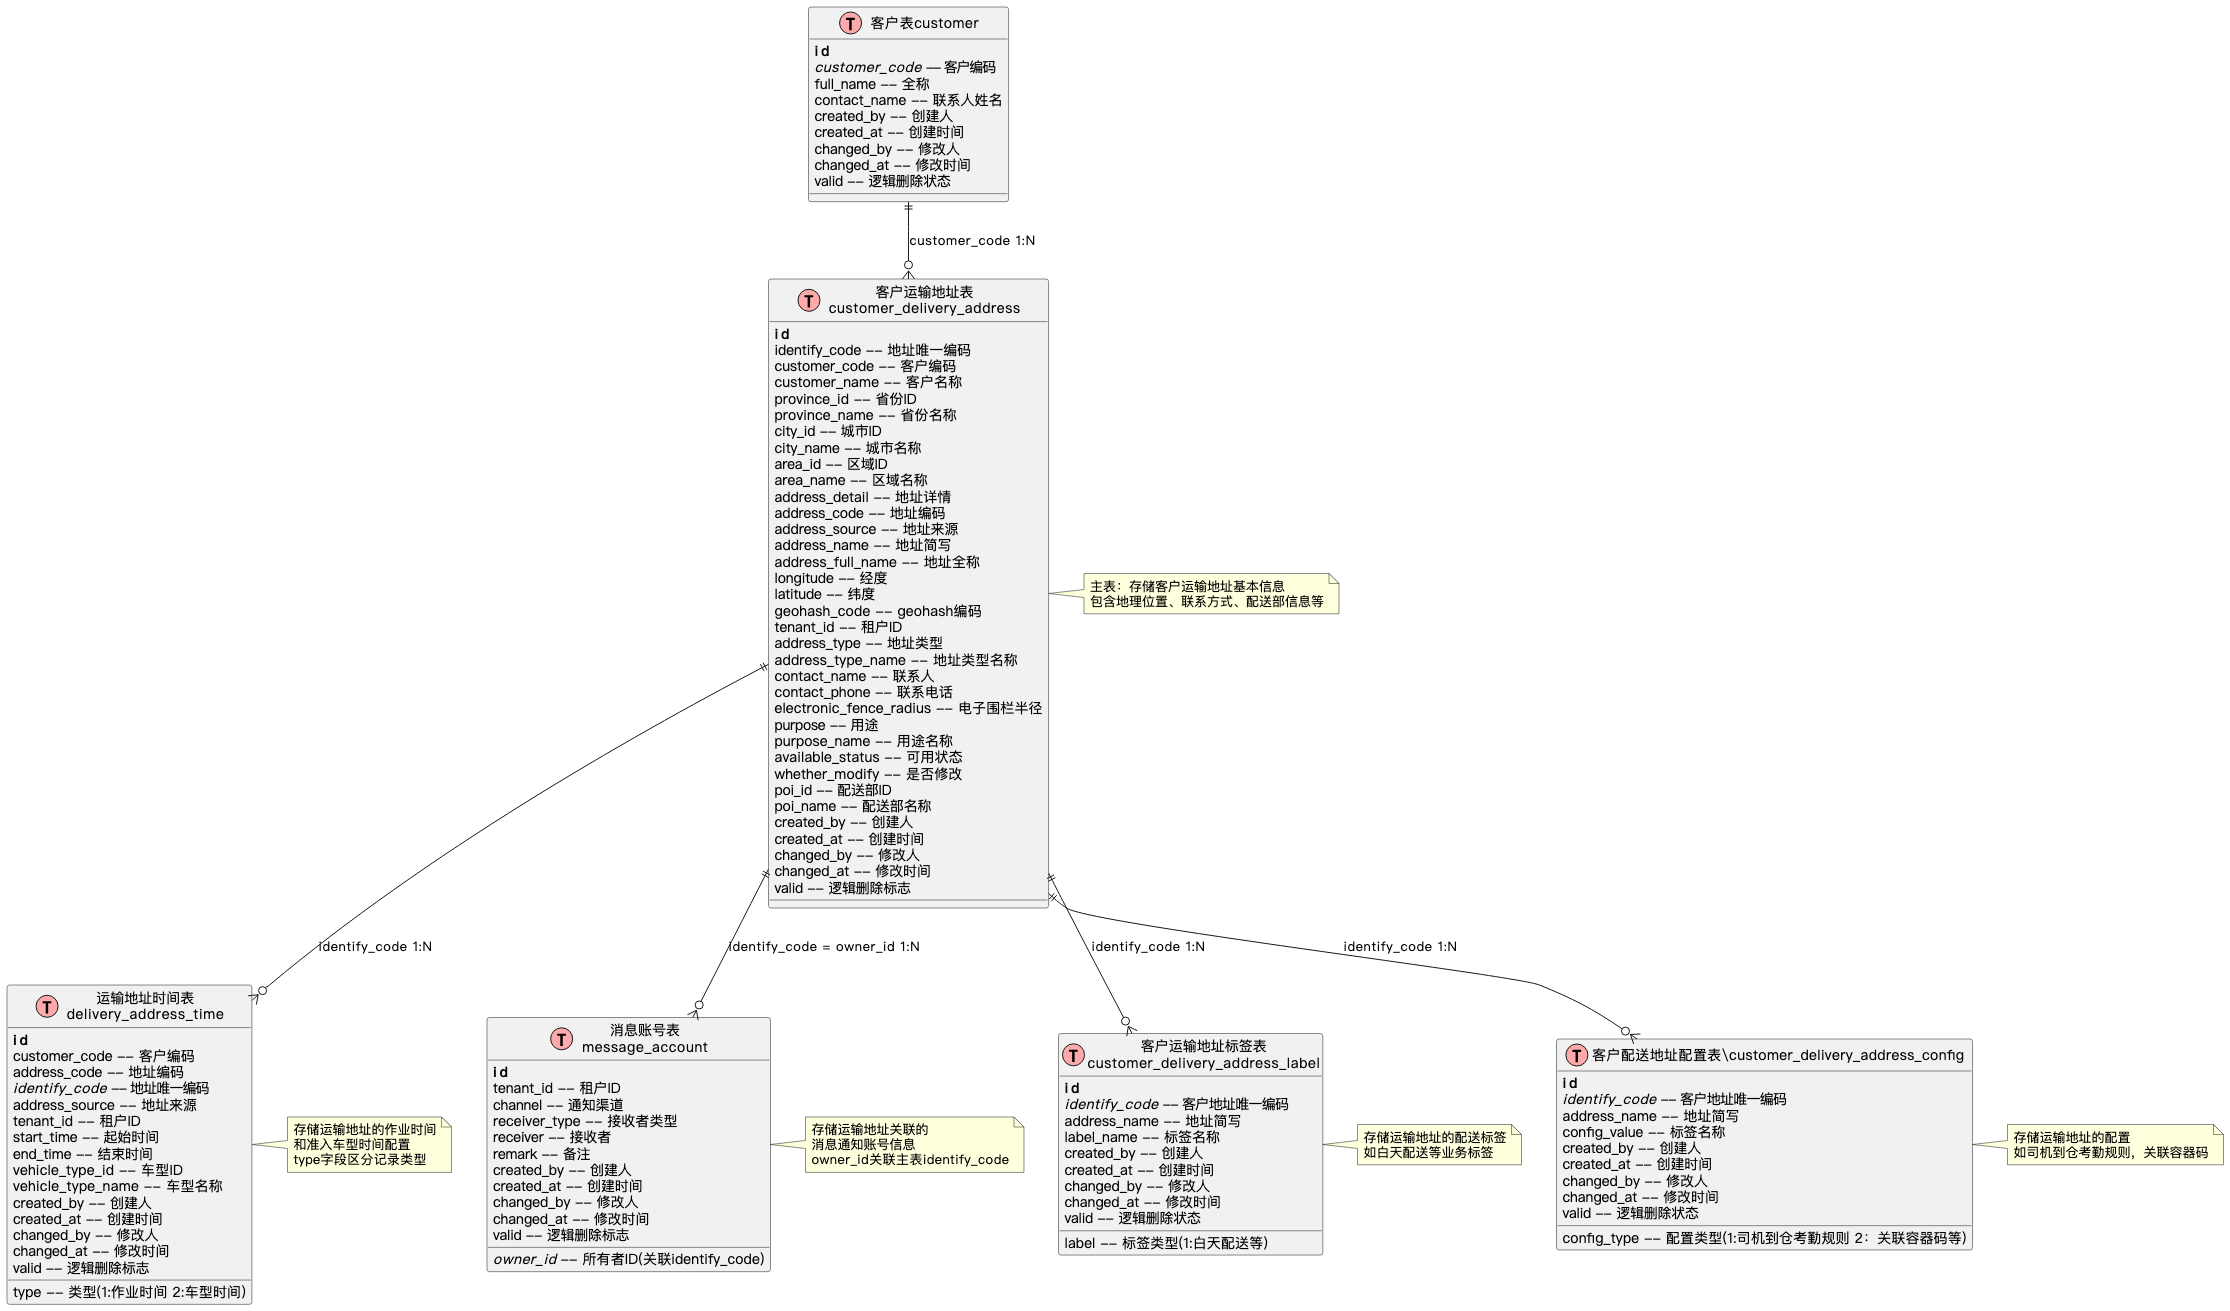 T 客户表customer
id
customer_code –– 客户编码
full_name –– 全称
contact_name –– 联系人姓名
created_by –– 创建人
created_at –– 创建时间
changed_by –– 修改人
changed_at –– 修改时间
valid –– 逻辑删除状态
customer_code 1:N
T
客户运输地址表
customer_delivery_address
id
identify_code –– 地址唯一编码
customer_code –– 客户编码
customer_name –– 客户名称
province_id –– 省份ID
province_name –– 省份名称
city_id –– 城市ID
city_name –– 城市名称
area_id –– 区域ID
area_name –– 区域名称
address_detail –– 地址详情
address_code –– 地址编码
address_source –– 地址来源
address_name –– 地址简写
address_full_name –– 地址全称
longitude –– 经度
latitude –– 纬度
geohash_code –– geohash编码
tenant_id –– 租户ID
address_type –– 地址类型
address_type_name –– 地址类型名称
contact_name –– 联系人
contact_phone –– 联系电话
electronic_fence_radius –– 电子围栏半径
purpose –– 用途
purpose_name –– 用途名称
available_status –– 可用状态
whether_modify –– 是否修改
poi_id –– 配送部ID
poi_name –– 配送部名称
created_by –– 创建人
created_at –– 创建时间
changed_by –– 修改人
changed_at –– 修改时间
valid –– 逻辑删除标志
主表：存储客户运输地址基本信息
包含地理位置、联系方式、配送部信息等
identify_code 1:N
identify_code = owner_id 1:N
identify_code 1:N
identify_code 1:N
T
运输地址时间表
delivery_address_time
id
customer_code –– 客户编码
address_code –– 地址编码
identify_code –– 地址唯一编码
address_source –– 地址来源
tenant_id –– 租户ID
start_time –– 起始时间
end_time –– 结束时间
vehicle_type_id –– 车型ID
vehicle_type_name –– 车型名称
created_by –– 创建人
created_at –– 创建时间
changed_by –– 修改人
changed_at –– 修改时间
valid –– 逻辑删除标志
type –– 类型(1:作业时间 2:车型时间)
存储运输地址的作业时间
和准入车型时间配置
type字段区分记录类型
T
消息账号表
message_account
id
tenant_id –– 租户ID
channel –– 通知渠道
receiver_type –– 接收者类型
receiver –– 接收者
remark –– 备注
created_by –– 创建人
created_at –– 创建时间
changed_by –– 修改人
changed_at –– 修改时间
valid –– 逻辑删除标志
owner_id –– 所有者ID(关联identify_code)
存储运输地址关联的
消息通知账号信息
owner_id关联主表identify_code
T
客户运输地址标签表
customer_delivery_address_label
id
identify_code –– 客户地址唯一编码
address_name –– 地址简写
label_name –– 标签名称
created_by –– 创建人
created_at –– 创建时间
changed_by –– 修改人
changed_at –– 修改时间
valid –– 逻辑删除状态
label –– 标签类型(1:白天配送等)
存储运输地址的配送标签
如白天配送等业务标签
T 客户配送地址配置表\customer_delivery_address_config
id
identify_code –– 客户地址唯一编码
address_name –– 地址简写
config_value –– 标签名称
created_by –– 创建人
created_at –– 创建时间
changed_by –– 修改人
changed_at –– 修改时间
valid –– 逻辑删除状态
config_type –– 配置类型(1:司机到仓考勤规则 2：关联容器码等)
存储运输地址的配置
如司机到仓考勤规则，关联容器码